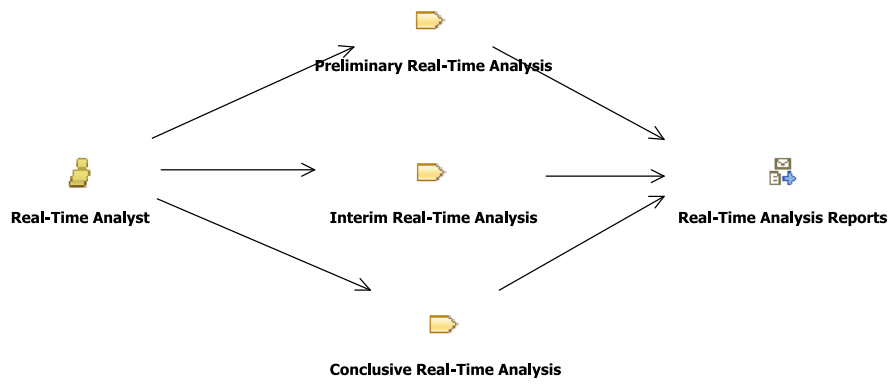 Preliminary Real-Time Analysis
Real-Time Analyst
Interim Real-Time Analysis
Real-Time Analysis Reports
Conclusive Real-Time Analysis